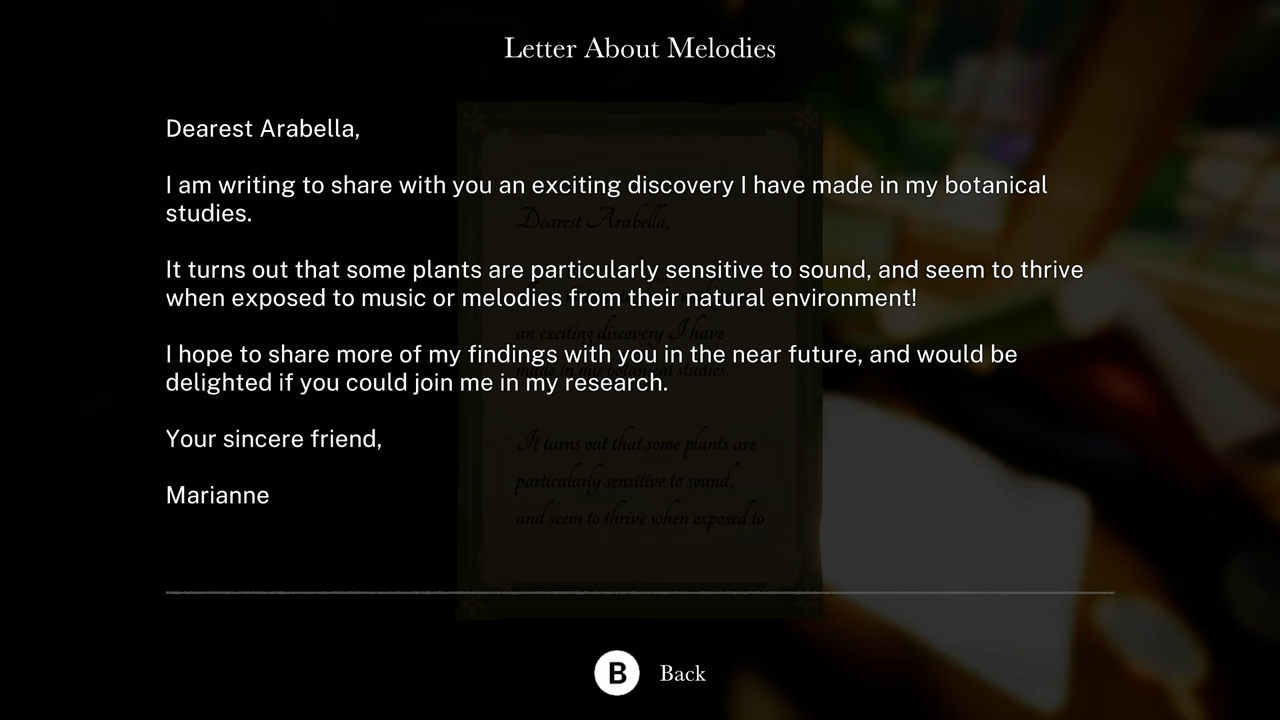 Letter About Melodies
Dearest Arabella,
I am writing to share with you an exciting discovery I have made in my botanical
studies.
It turns out that some plants are particularly sensitive to sound, and seem to thrive
when exposed to music or melodies from their natural environment!
I hope to share more of my findings with you in the near future, and would be
delighted if you could join me in my research.
Your sincere friend,
Marianne
Dearest Arabella,
an exciting discovery I have
made in my botanical studies.
It turns out that some plants are
particularly sensitive to sound,
and seem to thrive when exposed to
B Back